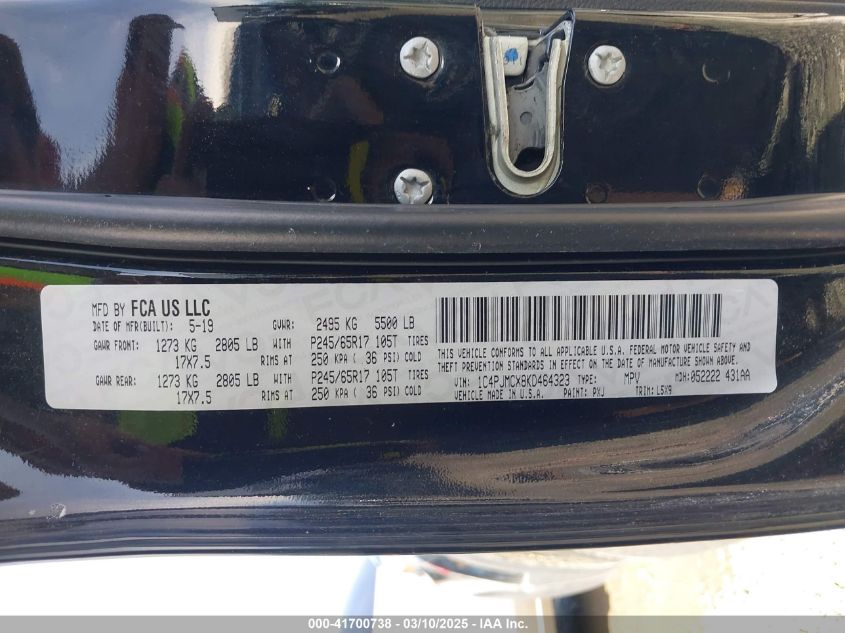 MFD BY FCA US LLC
DATE OF MFR(BUILT): 5-19 GVWR: 2495 KG 5500 LB
GAWR FRONT: 1273 KG 2805 LB WITH P245/65R17 105T TIRES
17X7.5 RIMS AT 250 KPA ( 36 PSI) COLD
GAWR REAR: 1273 KG 2805 LB WITH P245/65R17 105T TIRES
17X7.5 RIMS AT 250 KPA ( 36 PSI) COLD
THIS VEHICLE CONFORMS TO ALL APPLICABLE U.S.A. FEDERAL MOTOR VEHICLE SAFETY, BUMPER AND
THEFT PREVENTION STANDARDS IN EFFECT ON THE DATE OF MANUFACTURE SHOWN ABOVE.
VIN: 1C4PJMCX8KD464323 TYPE: MPV MDH:052222 431AA
VEHICLE MADE IN U.S.A. PAINT: PXJ TRIM: L5X9
000-41700738 - 03/10/2025 - IAA Inc.